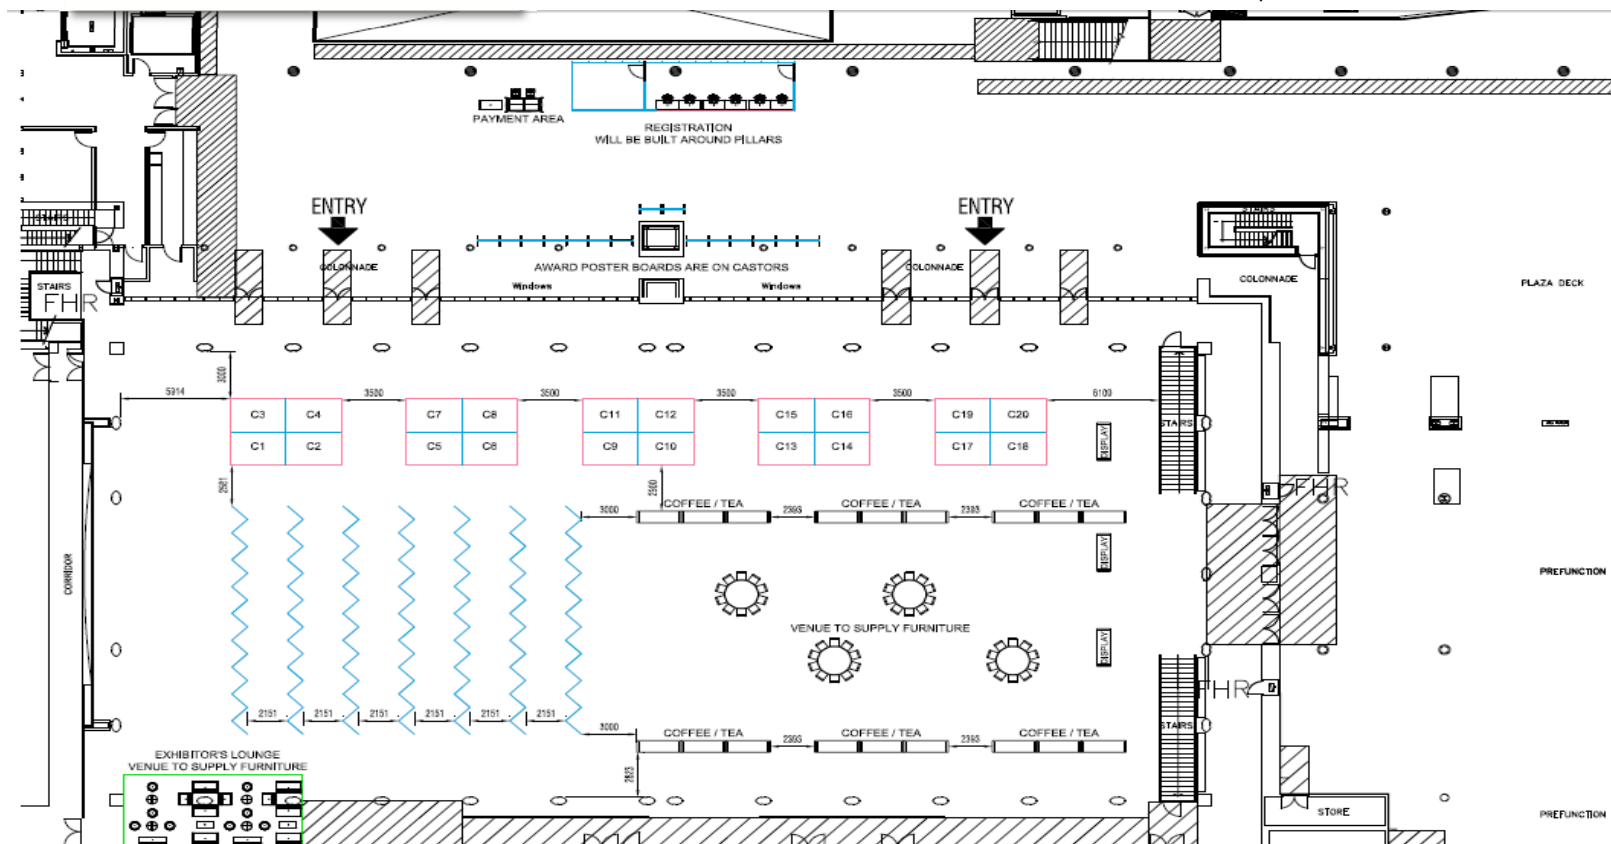 PAYMENT AREA
REGISTRATION
WILL BE BUILT AROUND PILLARS
ENTRY
ENTRY
STAIRS
STAIRS
COLONNADE
AWARD POSTER BOARDS ARE ON CASTORS
COLONNADE
COLONNADE
PLAZA DECK
STAIRS
FHR
Windows
Windows
3000
5914
3500
3500
3500
3500
6109
C3 C4 C7 C8 C11 C12 C15 C16 C19 C20
C1 C2 C5 C6 C9 C10 C13 C14 C17 C18
DISPLAY
STAIRS
2581
2500
FHR
COFFEE / TEA
COFFEE / TEA
COFFEE / TEA
3000
2393
2393
DISPLAY
CORRIDOR
PREFUNCTION
VENUE TO SUPPLY FURNITURE
DISPLAY
FHR
2151 2151 2151 2151 2151 2151
3000
COFFEE / TEA
COFFEE / TEA
COFFEE / TEA
2393
2393
STAIRS
EXHIBITOR'S LOUNGE
VENUE TO SUPPLY FURNITURE
2823
STORE
PREFUNCTION